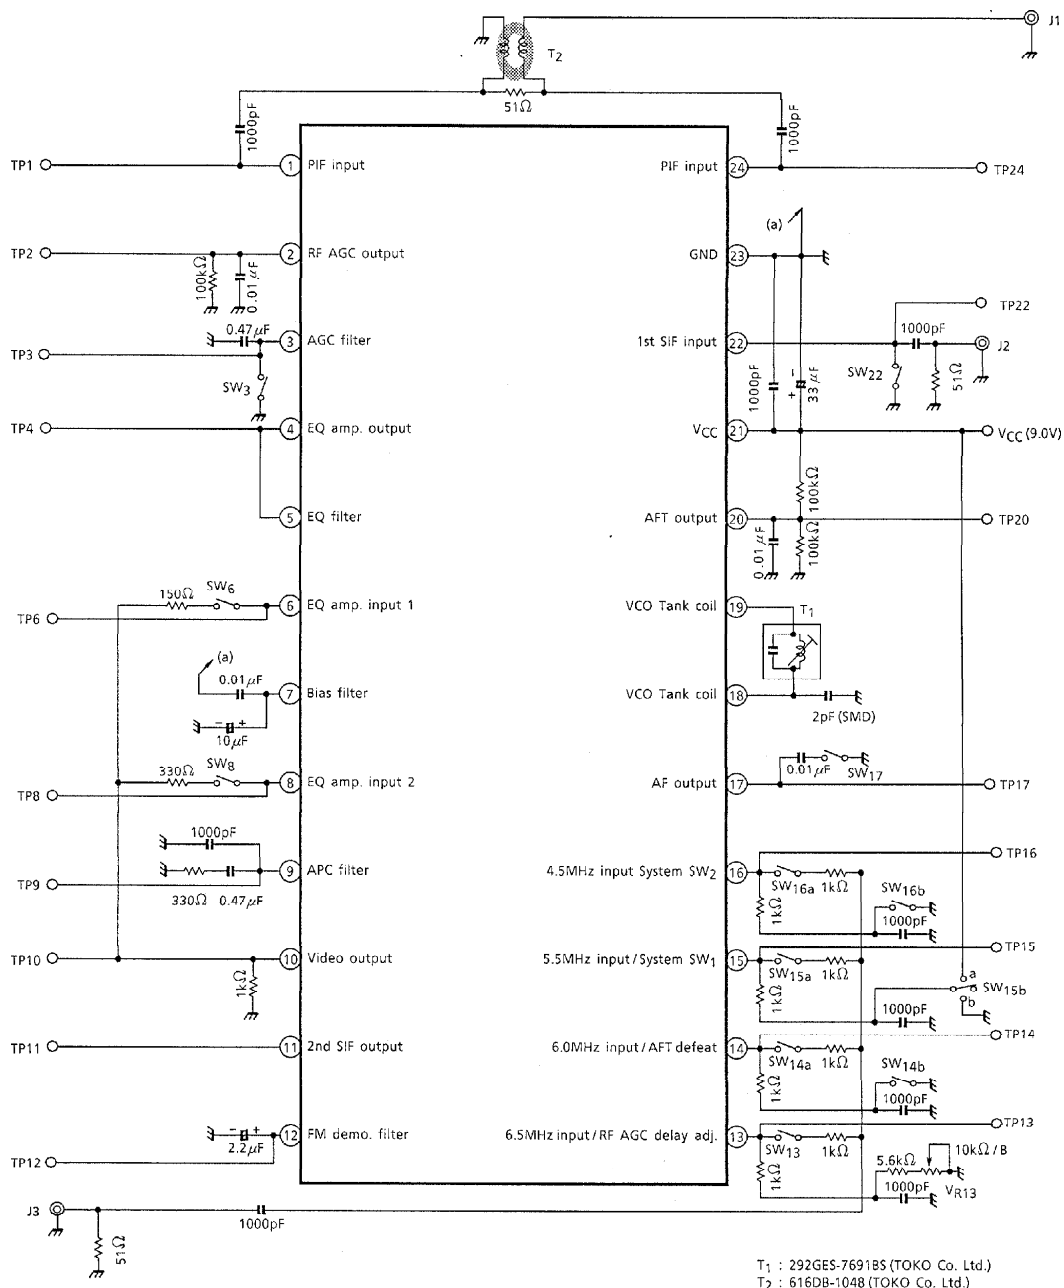 J1
T2
51Ω
1000pF
1000pF
TP1
1
PIF input
PIF input
24
TP24
(a)
TP2
2
RF AGC output
GND
23
100kΩ
0.01μF
TP22
0.47μF
1000pF
3
AGC filter
1st SIF input
22
J2
TP3
SW3
SW22
51Ω
1000pF
- +
33μF
TP4
4
EQ amp. output
VCC
21
VCC (9.0V)
100kΩ
5
EQ filter
AFT output
20
TP20
0.01μF
100kΩ
150Ω
SW6
6
EQ amp. input 1
VCO Tank coil
19
T1
TP6
(a)
0.01μF
7
Bias filter
VCO Tank coil
18
- +
10μF
2pF (SMD)
330Ω
SW8
8
EQ amp. input 2
0.01μF
SW17
AF output
17
TP17
TP8
1000pF
9
APC filter
TP9
330Ω 0.47μF
TP16
4.5MHz input System SW2
16
SW16a 1kΩ
SW16b
1kΩ
1000pF
TP10
10
Video output
1kΩ
TP15
5.5MHz input/System SW1
15
SW15a 1kΩ
a
SW15b
b
1kΩ
1000pF
TP14
TP11
11
2nd SIF output
6.0MHz input/AFT defeat
14
SW14a 1kΩ
SW14b
1kΩ
1000pF
TP13
- +
2.2μF
12
FM demo. filter
6.5MHz input/RF AGC delay adj.
13
SW13 1kΩ
10kΩ/B
TP12
1kΩ
5.6kΩ
1000pF
VR13
J3
1000pF
51Ω
T1 : 292GES-7691BS (TOKO Co. Ltd.)
T2 : 616DB-1048 (TOKO Co. Ltd.)